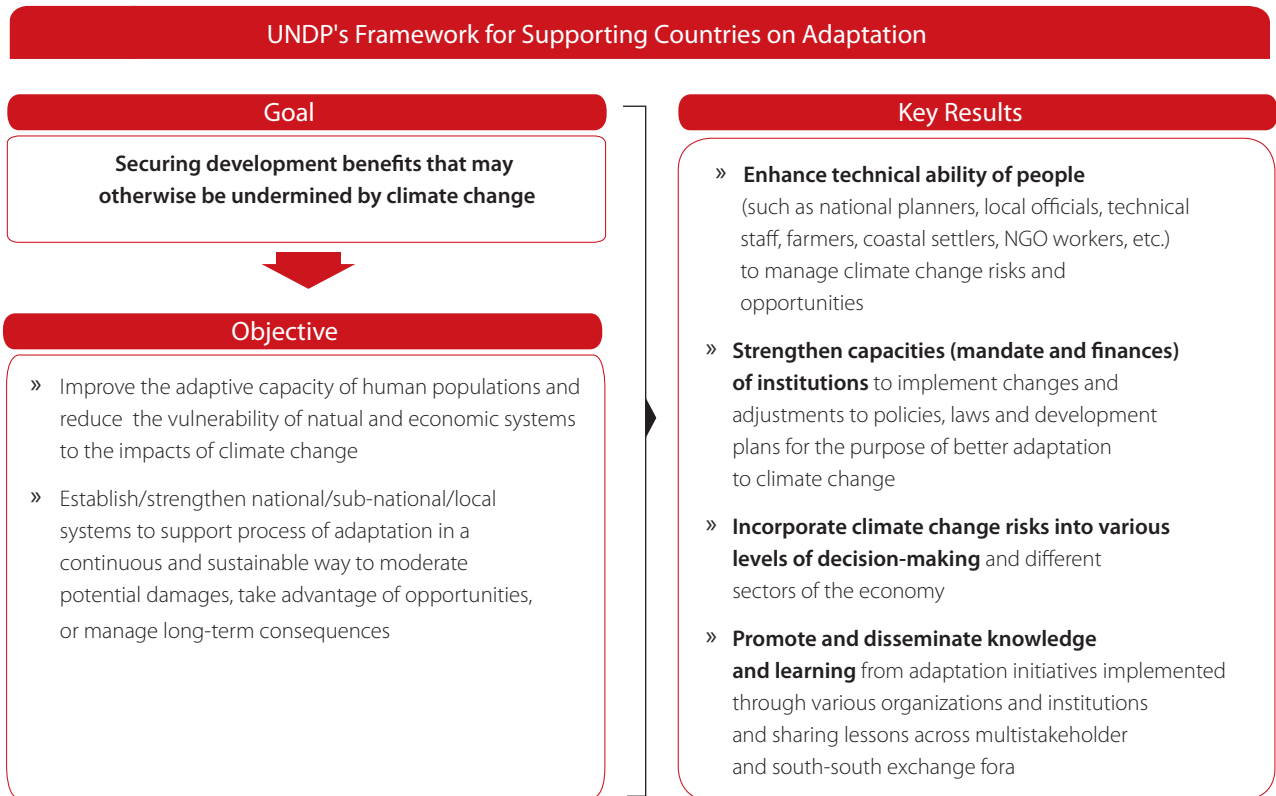 UNDP's Framework for Supporting Countries on Adaptation
Goal
Securing development benefits that may
otherwise be undermined by climate change
Objective
» Improve the adaptive capacity of human populations and
reduce the vulnerability of natual and economic systems
to the impacts of climate change
» Establish/strengthen national/sub-national/local
systems to support process of adaptation in a
continuous and sustainable way to moderate
potential damages, take advantage of opportunities,
or manage long-term consequences
Key Results
» Enhance technical ability of people
(such as national planners, local officials, technical
staff, farmers, coastal settlers, NGO workers, etc.)
to manage climate change risks and
opportunities
» Strengthen capacities (mandate and finances)
of institutions to implement changes and
adjustments to policies, laws and development
plans for the purpose of better adaptation
to climate change
» Incorporate climate change risks into various
levels of decision-making and different
sectors of the economy
» Promote and disseminate knowledge
and learning from adaptation initiatives implemented
through various organizations and institutions
and sharing lessons across multistakeholder
and south-south exchange fora